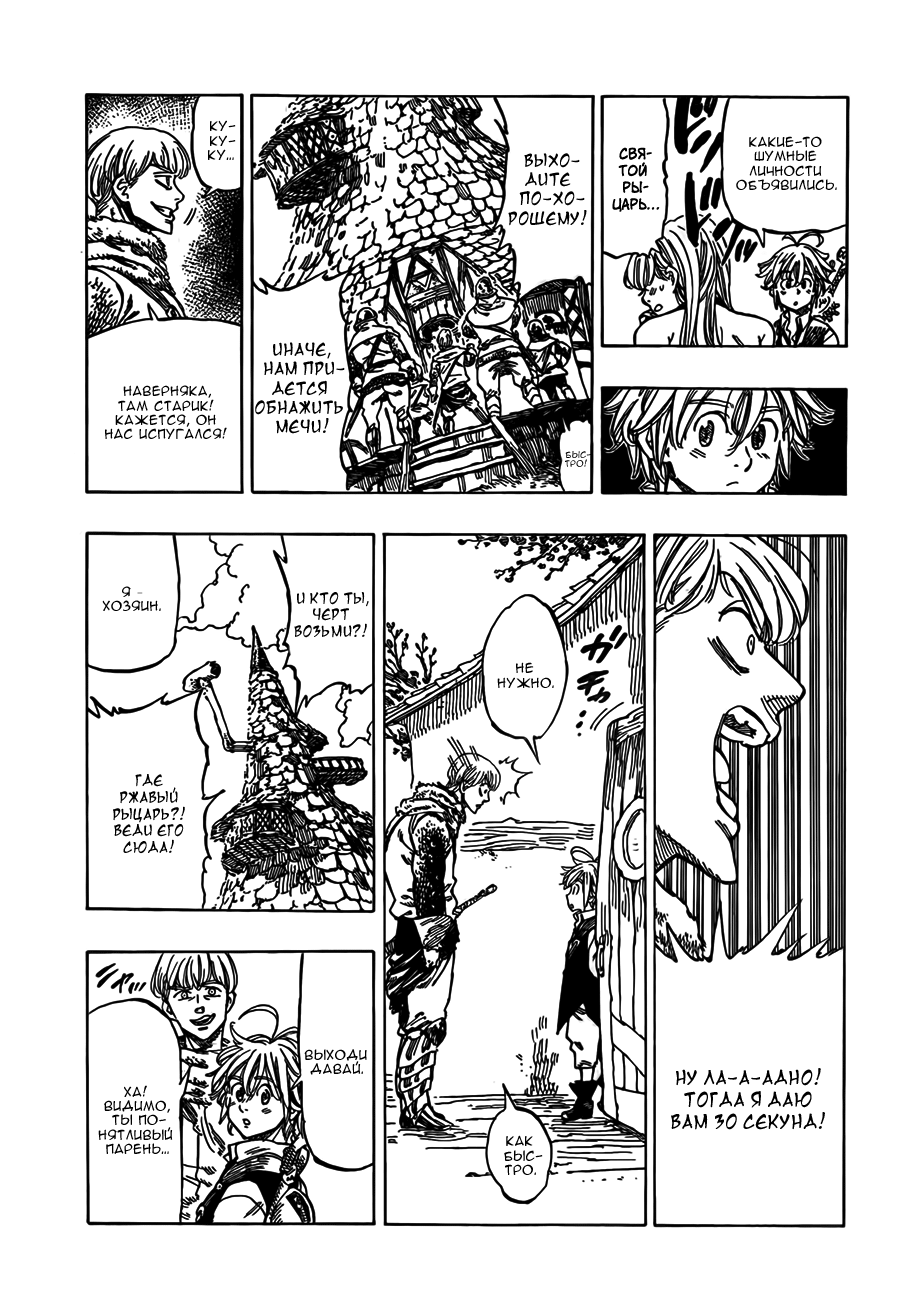 КАКИЕ-ТО
ШУМНЫЕ
ЛИЧНОСТИ
ОБЪЯВИЛИСЬ.
СВЯ-
ТОЙ
РЫ-
ЦАРЬ...
ВЫХО-
ДИТЕ
ПО-ХО-
РОШЕМУ!
ИНАЧЕ,
НАМ ПРИ-
ДЁТСЯ
ОБНАЖИТЬ
МЕЧИ!
БЫС-
ТРО!
КУ-
КУ-
КУ...
НАВЕРНЯКА,
ТАМ СТАРИК!
КАЖЕТСЯ, ОН
НАС ИСПУГАЛСЯ!
НУ ЛА-А-АДНО!
ТОГДА Я ДАЮ
ВАМ 30 СЕКУНД!
НЕ
НУЖНО.
КАК
БЫС-
ТРО.
И КТО ТЫ,
ЧЕРТ
ВОЗЬМИ?!
Я -
ХОЗЯИН.
ГДЕ
РЖАВЫЙ
РЫЦАРЬ?!
ВЕДИ ЕГО
СЮДА!
ВЫХОДИ
ДАВАЙ.
ХА!
ВИДИМО,
ТЫ ПО-
НЯТЛИВЫЙ
ПАРЕНЬ...